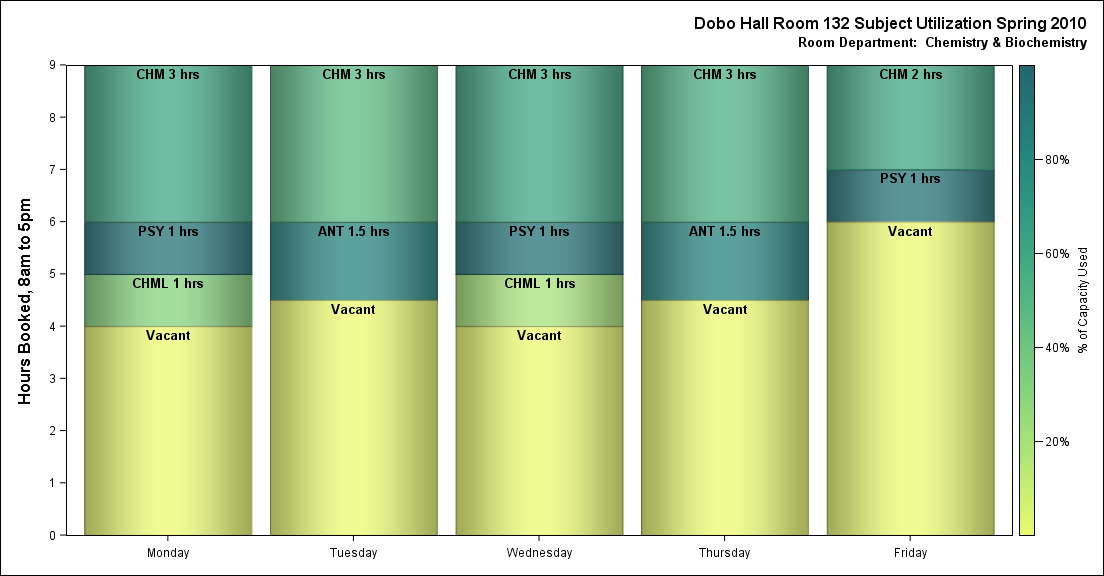 Dobo Hall Room 132 Subject Utilization Spring 2010
Room Department: Chemistry & Biochemistry
Hours Booked, 8am to 5pm
9
8
7
6
5
4
3
2
1
0
CHM 3 hrs
PSY 1 hrs
CHML 1 hrs
Vacant
Monday
CHM 3 hrs
ANT 1.5 hrs
Vacant
Tuesday
CHM 3 hrs
PSY 1 hrs
CHML 1 hrs
Vacant
Wednesday
CHM 3 hrs
ANT 1.5 hrs
Vacant
Thursday
CHM 2 hrs
PSY 1 hrs
Vacant
Friday
80%
60%
40%
20%
% of Capacity Used